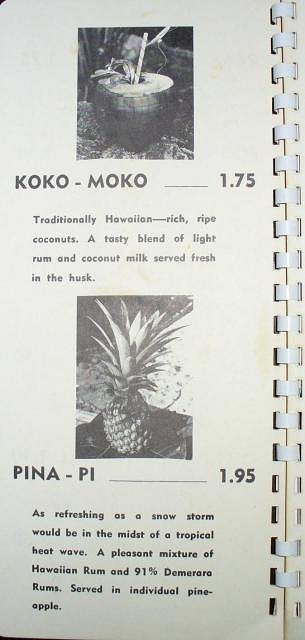 KOKO - MOKO ______ 1.75
Traditionally Hawaiian—rich, ripe
coconuts. A tasty blend of light
rum and coconut milk served fresh
in the husk.
PINA - PI ______ 1.95
As refreshing as a snow storm
would be in the midst of a tropical
heat wave. A pleasant mixture of
Hawaiian Rum and 91% Demerara
Rums. Served in individual pine-
apple.